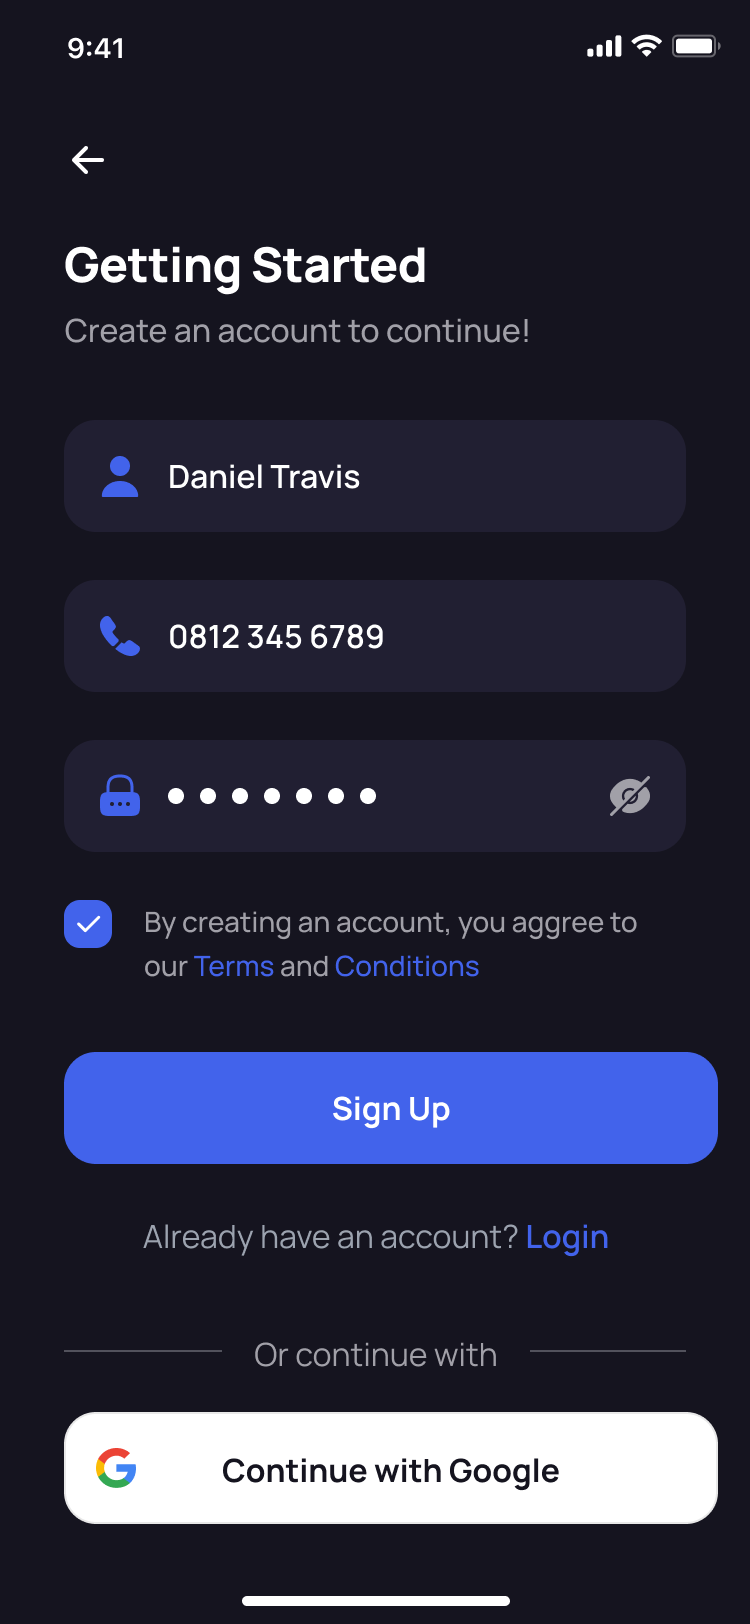 9:41
Getting Started
Create an account to continue!
Daniel Travis
0812 345 6789
By creating an account, you aggree to
our Terms and Conditions
Sign Up
Already have an account? Login
Or continue with
Continue with Google